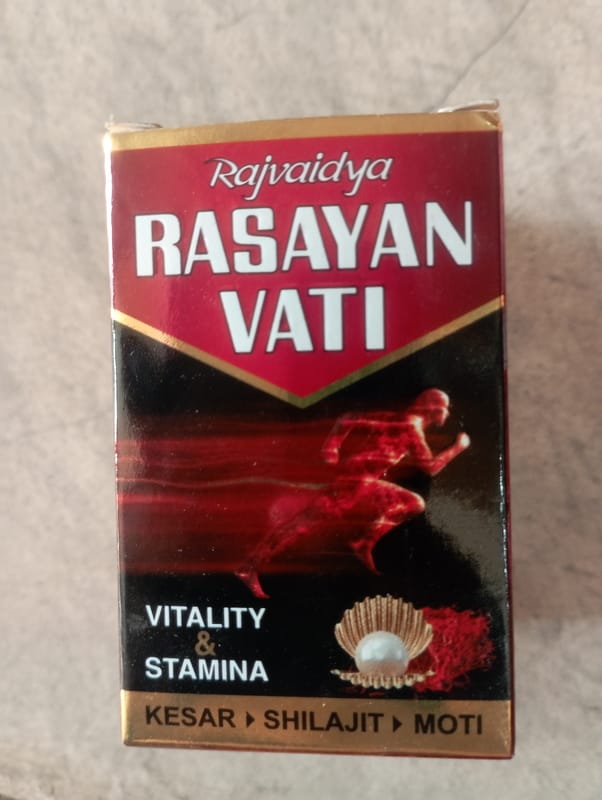 Rajvaidya
RASAYAN
VATI
VITALITY
&
STAMINA
KESAR ▸ SHILAJIT ▸ MOTI